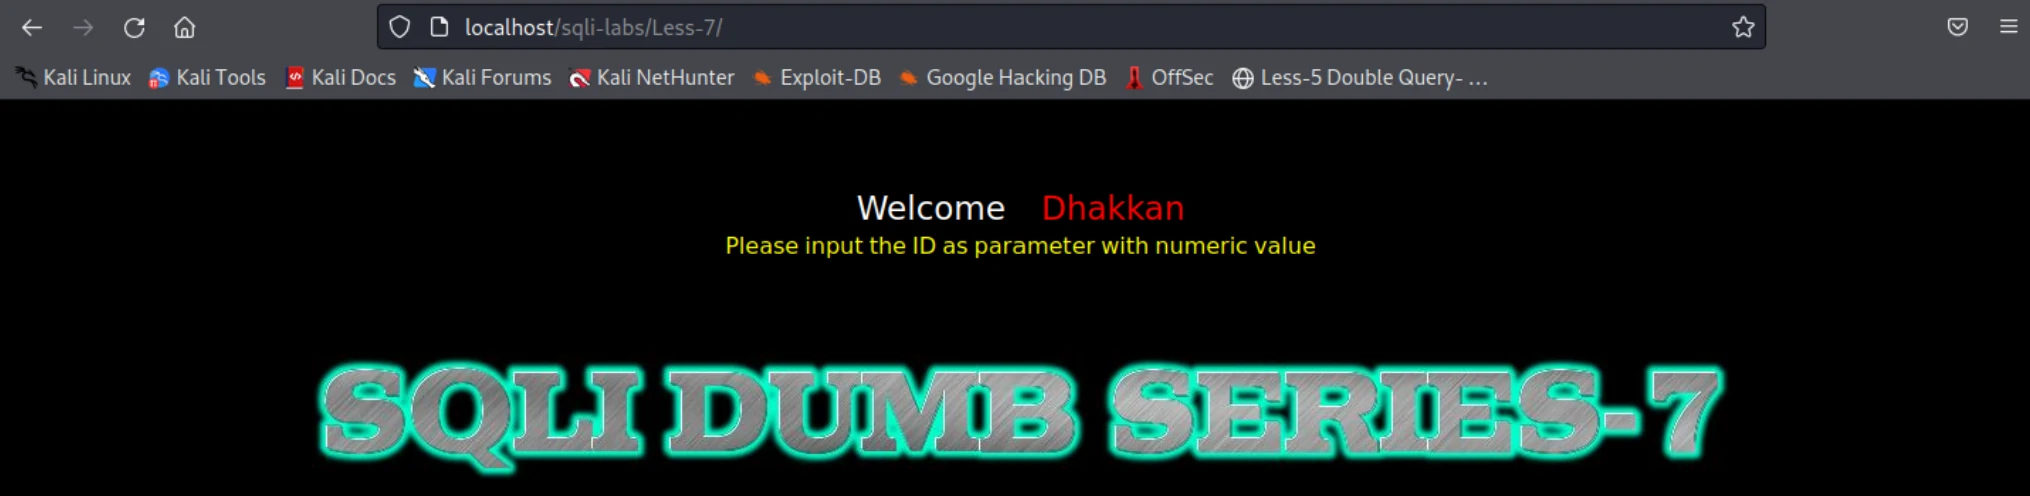 localhost/sqli-labs/Less-7/
Kali Linux Kali Tools Kali Docs Kali Forums Kali NetHunter Exploit-DB Google Hacking DB OffSec Less-5 Double Query- ...
Welcome Dhakkan
Please input the ID as parameter with numeric value
SQLI DUMB SERIES-7